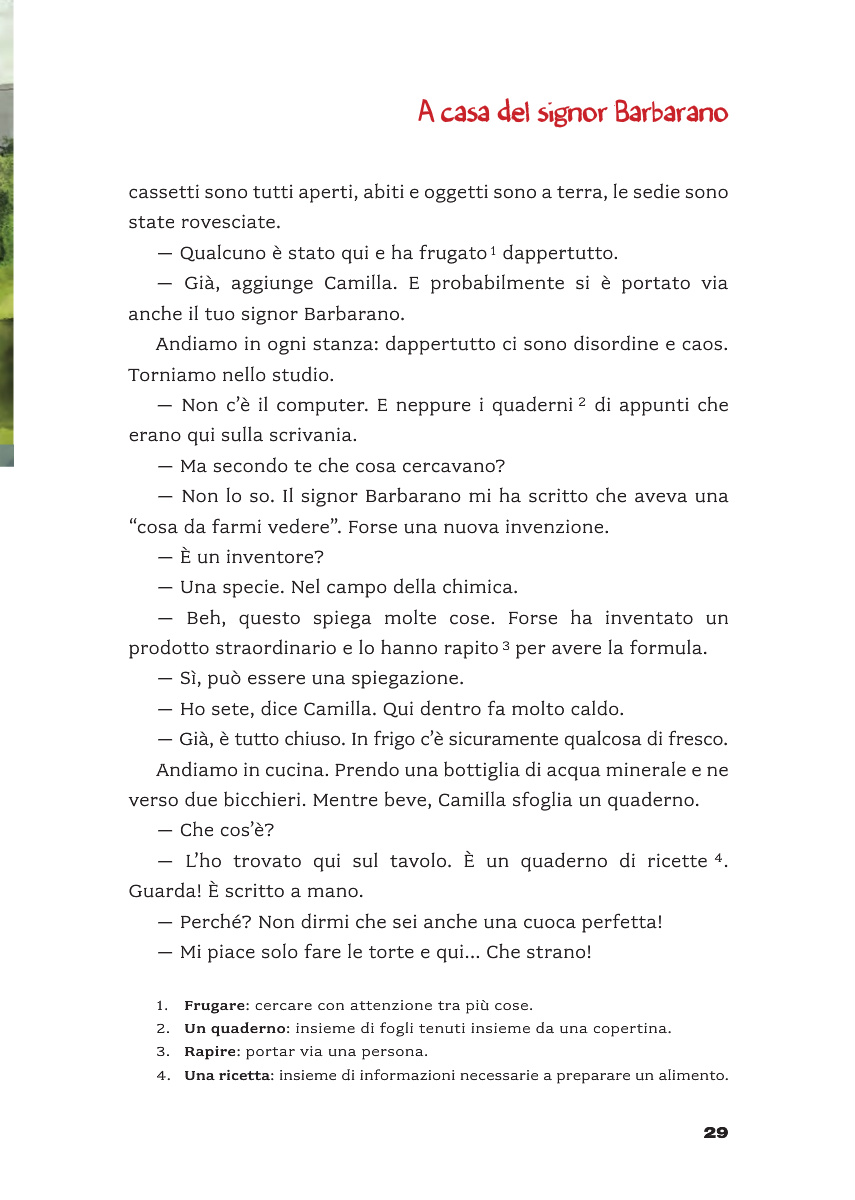 A casa del signor Barbarano
cassetti sono tutti aperti, abiti e oggetti sono a terra, le sedie sono
state rovesciate.
— Qualcuno è stato qui e ha frugato 1 dappertutto.
— Già, aggiunge Camilla. E probabilmente si è portato via
anche il tuo signor Barbarano.
Andiamo in ogni stanza: dappertutto ci sono disordine e caos.
Torniamo nello studio.
— Non c’è il computer. E neppure i quaderni 2 di appunti che
erano qui sulla scrivania.
— Ma secondo te che cosa cercavano?
— Non lo so. Il signor Barbarano mi ha scritto che aveva una
“cosa da farmi vedere”. Forse una nuova invenzione.
— È un inventore?
— Una specie. Nel campo della chimica.
— Beh, questo spiega molte cose. Forse ha inventato un
prodotto straordinario e lo hanno rapito 3 per avere la formula.
— Sì, può essere una spiegazione.
— Ho sete, dice Camilla. Qui dentro fa molto caldo.
— Già, è tutto chiuso. In frigo c’è sicuramente qualcosa di fresco.
Andiamo in cucina. Prendo una bottiglia di acqua minerale e ne
verso due bicchieri. Mentre beve, Camilla sfoglia un quaderno.
— Che cos’è?
— L’ho trovato qui sul tavolo. È un quaderno di ricette 4.
Guarda! È scritto a mano.
— Perché? Non dirmi che sei anche una cuoca perfetta!
— Mi piace solo fare le torte e qui... Che strano!
1. Frugare: cercare con attenzione tra più cose.
2. Un quaderno: insieme di fogli tenuti insieme da una copertina.
3. Rapire: portar via una persona.
4. Una ricetta: insieme di informazioni necessarie a preparare un alimento.
29